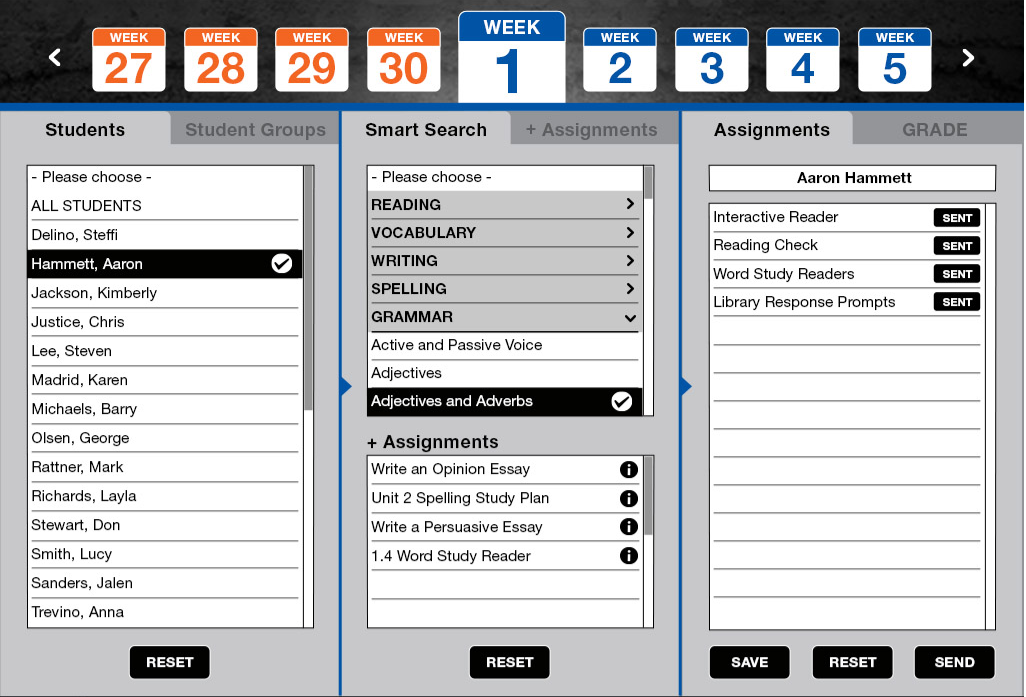 WEEK 27
WEEK 28
WEEK 29
WEEK 30
WEEK 1
WEEK 2
WEEK 3
WEEK 4
WEEK 5
Students
Student Groups
- Please choose -
ALL STUDENTS
Delino, Steffi
Hammett, Aaron
Jackson, Kimberly
Justice, Chris
Lee, Steven
Madrid, Karen
Michaels, Barry
Olsen, George
Rattner, Mark
Richards, Layla
Stewart, Don
Smith, Lucy
Sanders, Jalen
Trevino, Anna
RESET
Smart Search
+ Assignments
- Please choose -
READING
VOCABULARY
WRITING
SPELLING
GRAMMAR
Active and Passive Voice
Adjectives
Adjectives and Adverbs
+ Assignments
Write an Opinion Essay
Unit 2 Spelling Study Plan
Write a Persuasive Essay
1.4 Word Study Reader
RESET
Assignments
GRADE
Aaron Hammett
Interactive Reader SENT
Reading Check SENT
Word Study Readers SENT
Library Response Prompts SENT
SAVE
RESET
SEND